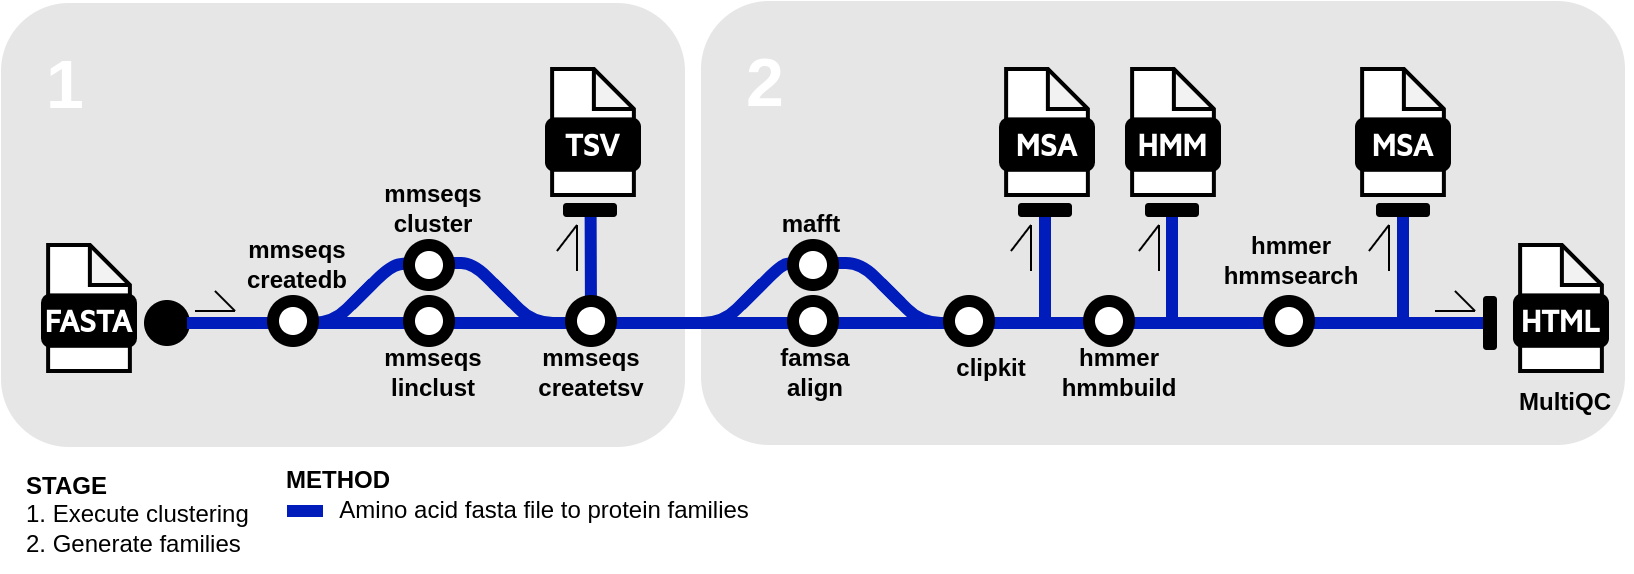 1
2
TSV
MSA
HMM
MSA
mmseqs
cluster
mafft
mmseqs
createdb
hmmer
hmmsearch
FASTA
HTML
mmseqs
linclust
mmseqs
createtsv
famsa
align
clipkit
hmmer
hmmbuild
MultiQC
STAGE
1. Execute clustering
2. Generate families
METHOD
Amino acid fasta file to protein families